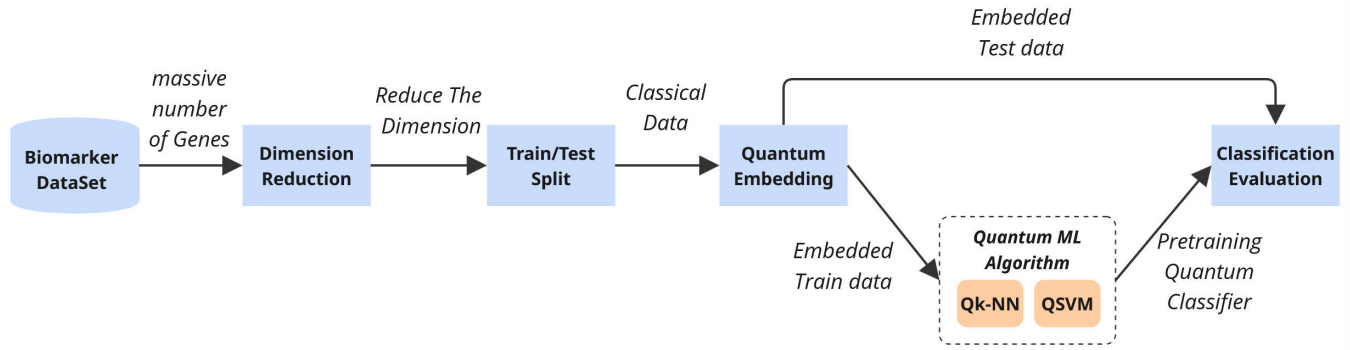 Embedded
Test data
massive
number
of Genes
Reduce The
Dimension
Classical
Data
Biomarker
DataSet
Dimension
Reduction
Train/Test
Split
Quantum
Embedding
Classification
Evaluation
Embedded
Train data
Quantum ML
Algorithm
Qk-NN
QSVM
Pretraining
Quantum
Classifier